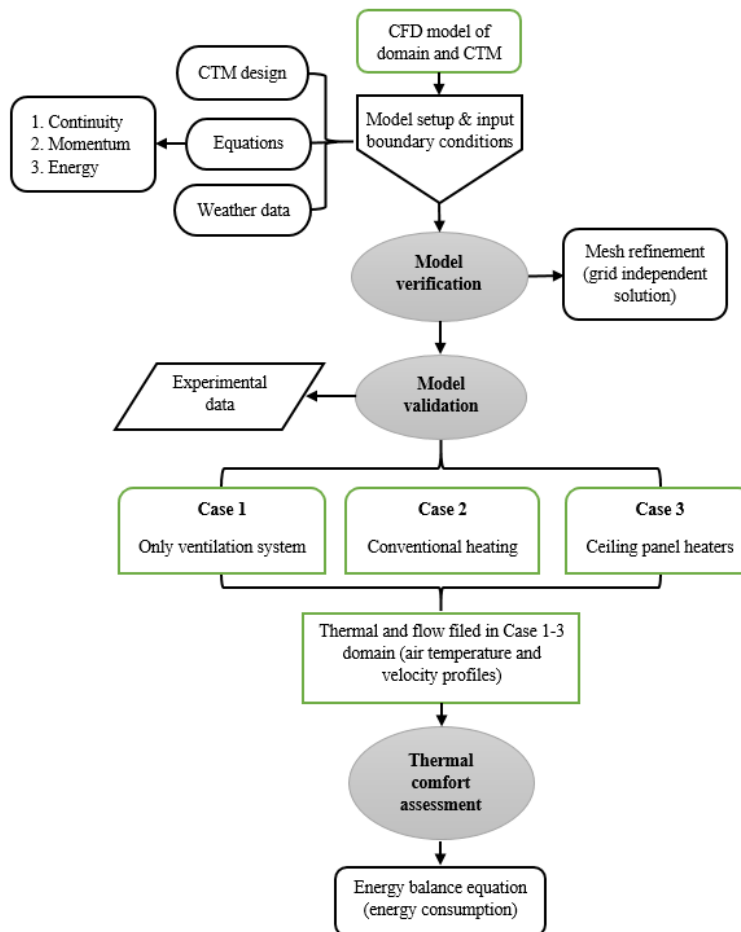 CFD model of
domain and CTM
CTM design
Model setup & input
boundary conditions
1. Continuity
2. Momentum
3. Energy
Equations
Weather data
Model
verification
Mesh refinement
(grid independent
solution)
Experimental
data
Model
validation
Case 1
Only ventilation system
Case 2
Conventional heating
Case 3
Ceiling panel heaters
Thermal and flow filed in Case 1-3
domain (air temperature and
velocity profiles)
Thermal
comfort
assessment
Energy balance equation
(energy consumption)